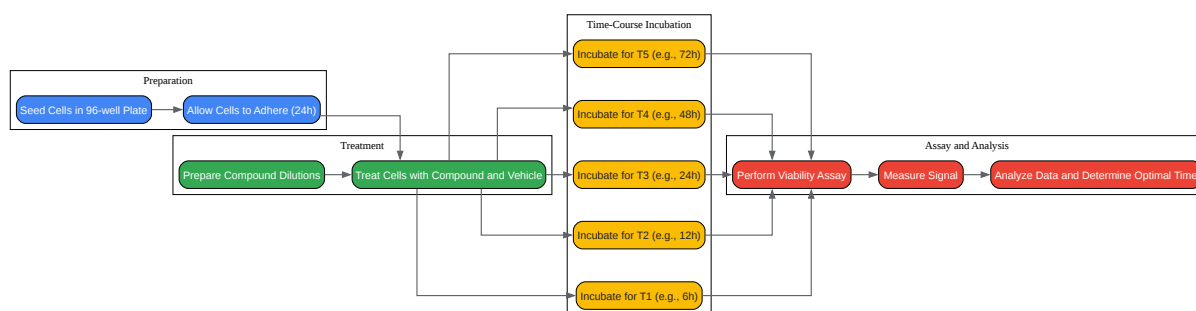 Preparation
Seed Cells in 96-well Plate
Allow Cells to Adhere (24h)
Treatment
Prepare Compound Dilutions
Treat Cells with Compound and Vehicle
Time-Course Incubation
Incubate for T5 (e.g., 72h)
Incubate for T4 (e.g., 48h)
Incubate for T3 (e.g., 24h)
Incubate for T2 (e.g., 12h)
Incubate for T1 (e.g., 6h)
Assay and Analysis
Perform Viability Assay
Measure Signal
Analyze Data and Determine Optimal Time